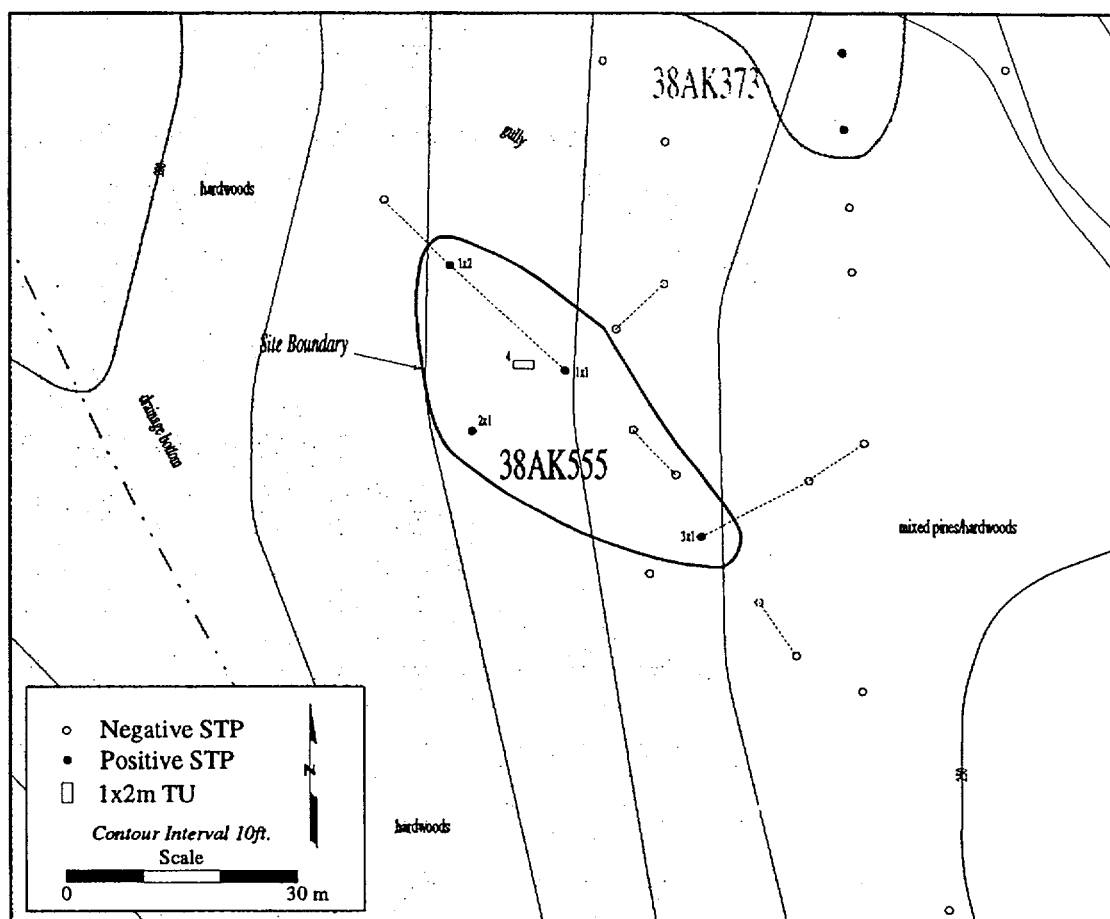 38AK373
gully
hardwoods
1x2
Site Boundary
4
1x1
2x1
drainage bottom
38AK555
3x1
mixed pines/hardwoods
hardwoods
Negative STP
Positive STP
1x2m TU
N
Contour Interval 10ft.
Scale
0 30 m